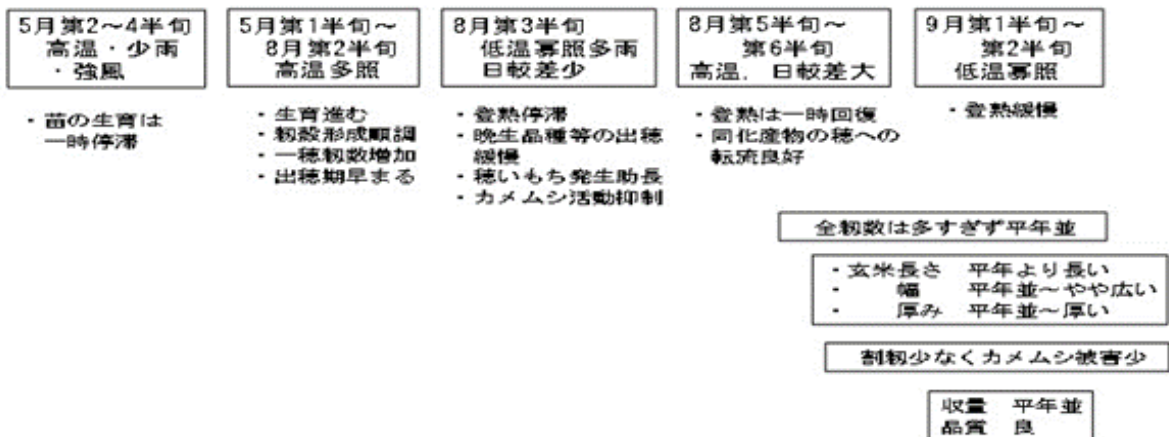 5月第2～4半旬
高温・少雨
・強風
・苗の生育は
一時停滞
5月第1半旬～
8月第2半旬
高温多照
・生育進む
・籾殻形成順調
・一穂籾数増加
・出穂期早まる
8月第3半旬
低温寡照多雨
日較差少
・登熟停滞
・晩生品種等の出穂
緩慢
・穂いもち発生助長
・カメムシ活動抑制
8月第5半旬～
第6半旬
高温，日較差大
・登熟は一時回復
・同化産物の穂への
転流良好
9月第1半旬～
第2半旬
低温寡照
・登熟緩慢
全籾数は多すぎず平年並
・玄米長さ 平年より長い
・ 幅 平年並～やや広い
・ 厚み 平年並～厚い
割籾少なくカメムシ被害少
収量 平年並
品質 良